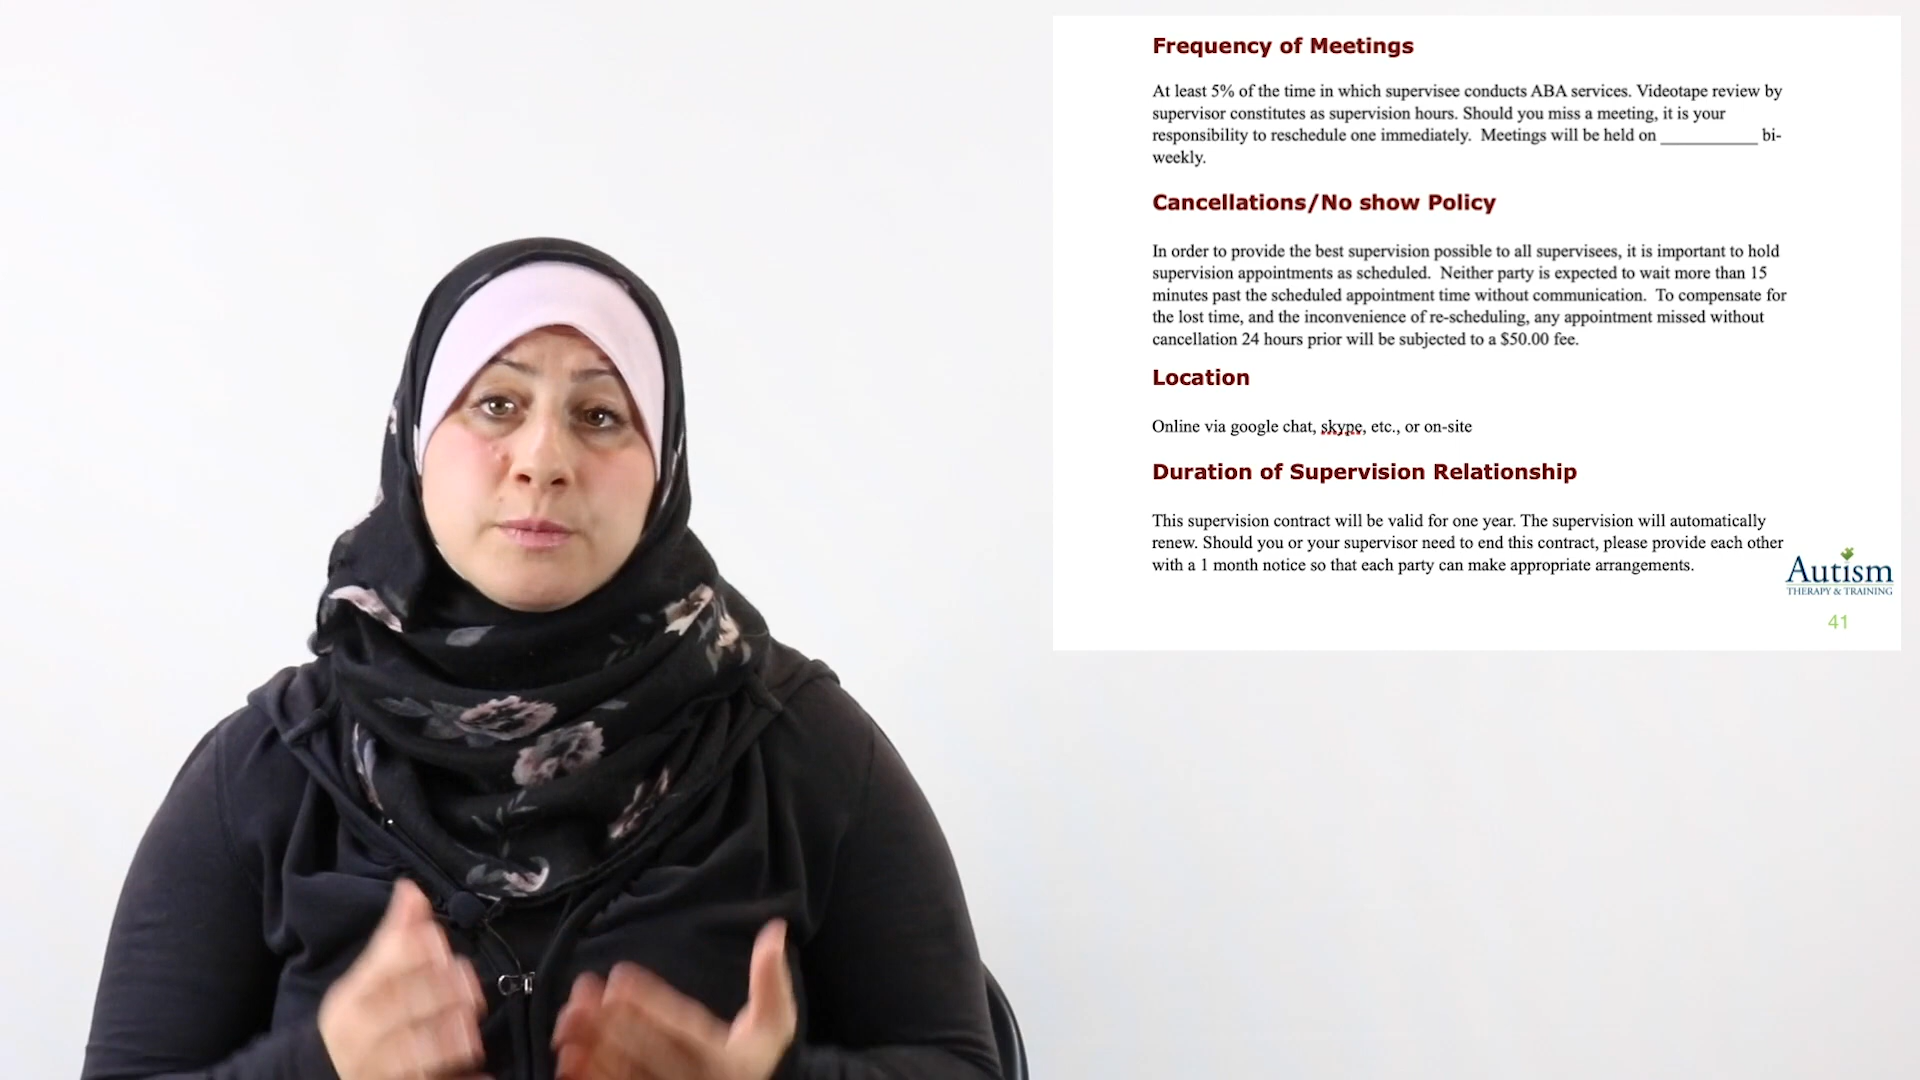 Frequency of Meetings
At least 5% of the time in which supervisee conducts ABA services. Videotape review by
supervisor constitutes as supervision hours. Should you miss a meeting, it is your
responsibility to reschedule one immediately.  Meetings will be held on ___________ bi-
weekly.
Cancellations/No show Policy
In order to provide the best supervision possible to all supervisees, it is important to hold
supervision appointments as scheduled.  Neither party is expected to wait more than 15
minutes past the scheduled appointment time without communication.  To compensate for
the lost time, and the inconvenience of re-scheduling, any appointment missed without
cancellation 24 hours prior will be subjected to a $50.00 fee.
Location
Online via google chat, skype, etc., or on-site
Duration of Supervision Relationship
This supervision contract will be valid for one year. The supervision will automatically
renew. Should you or your supervisor need to end this contract, please provide each other
with a 1 month notice so that each party can make appropriate arrangements.
Autism
THERAPY & TRAINING
41